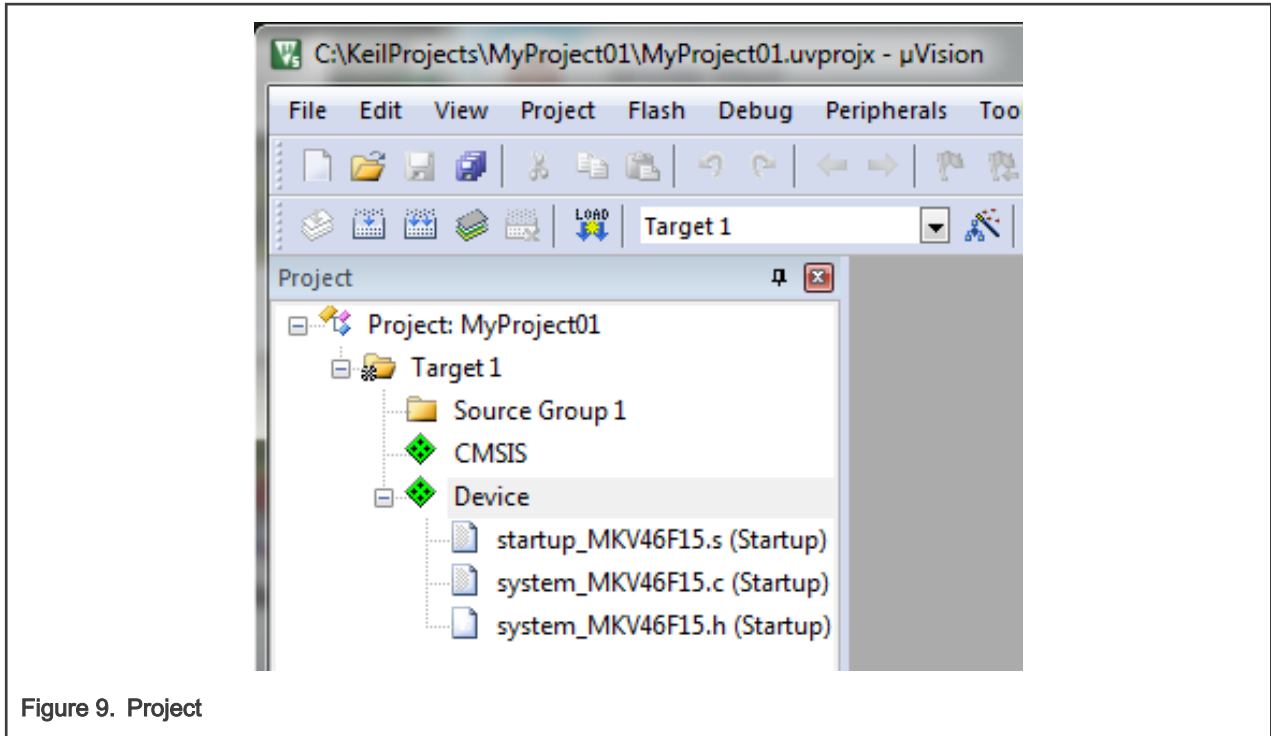 C:\KeilProjects\MyProject01\MyProject01.uvprojx - µVision
File Edit View Project Flash Debug Peripherals Too
LOAD
Target 1
Project
Project: MyProject01
Target 1
Source Group 1
CMSIS
Device
startup_MKV46F15.s (Startup)
system_MKV46F15.c (Startup)
system_MKV46F15.h (Startup)
Figure 9. Project